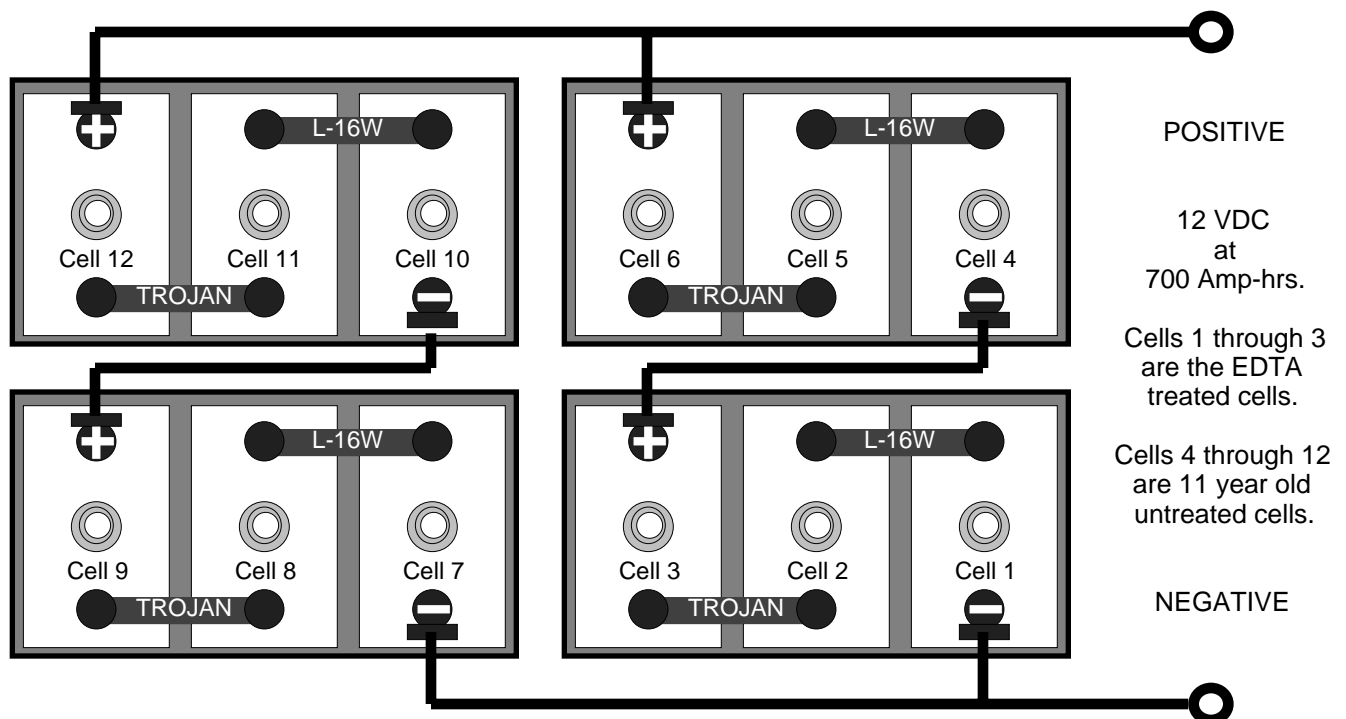 L-16W
L-16W
POSITIVE
Cell 12
Cell 11
Cell 10
Cell 6
Cell 5
Cell 4
TROJAN
TROJAN
12 VDC
at
700 Amp-hrs.
Cells 1 through 3
are the EDTA
treated cells.
L-16W
L-16W
Cells 4 through 12
are 11 year old
untreated cells.
Cell 9
Cell 8
Cell 7
Cell 3
Cell 2
Cell 1
TROJAN
TROJAN
NEGATIVE